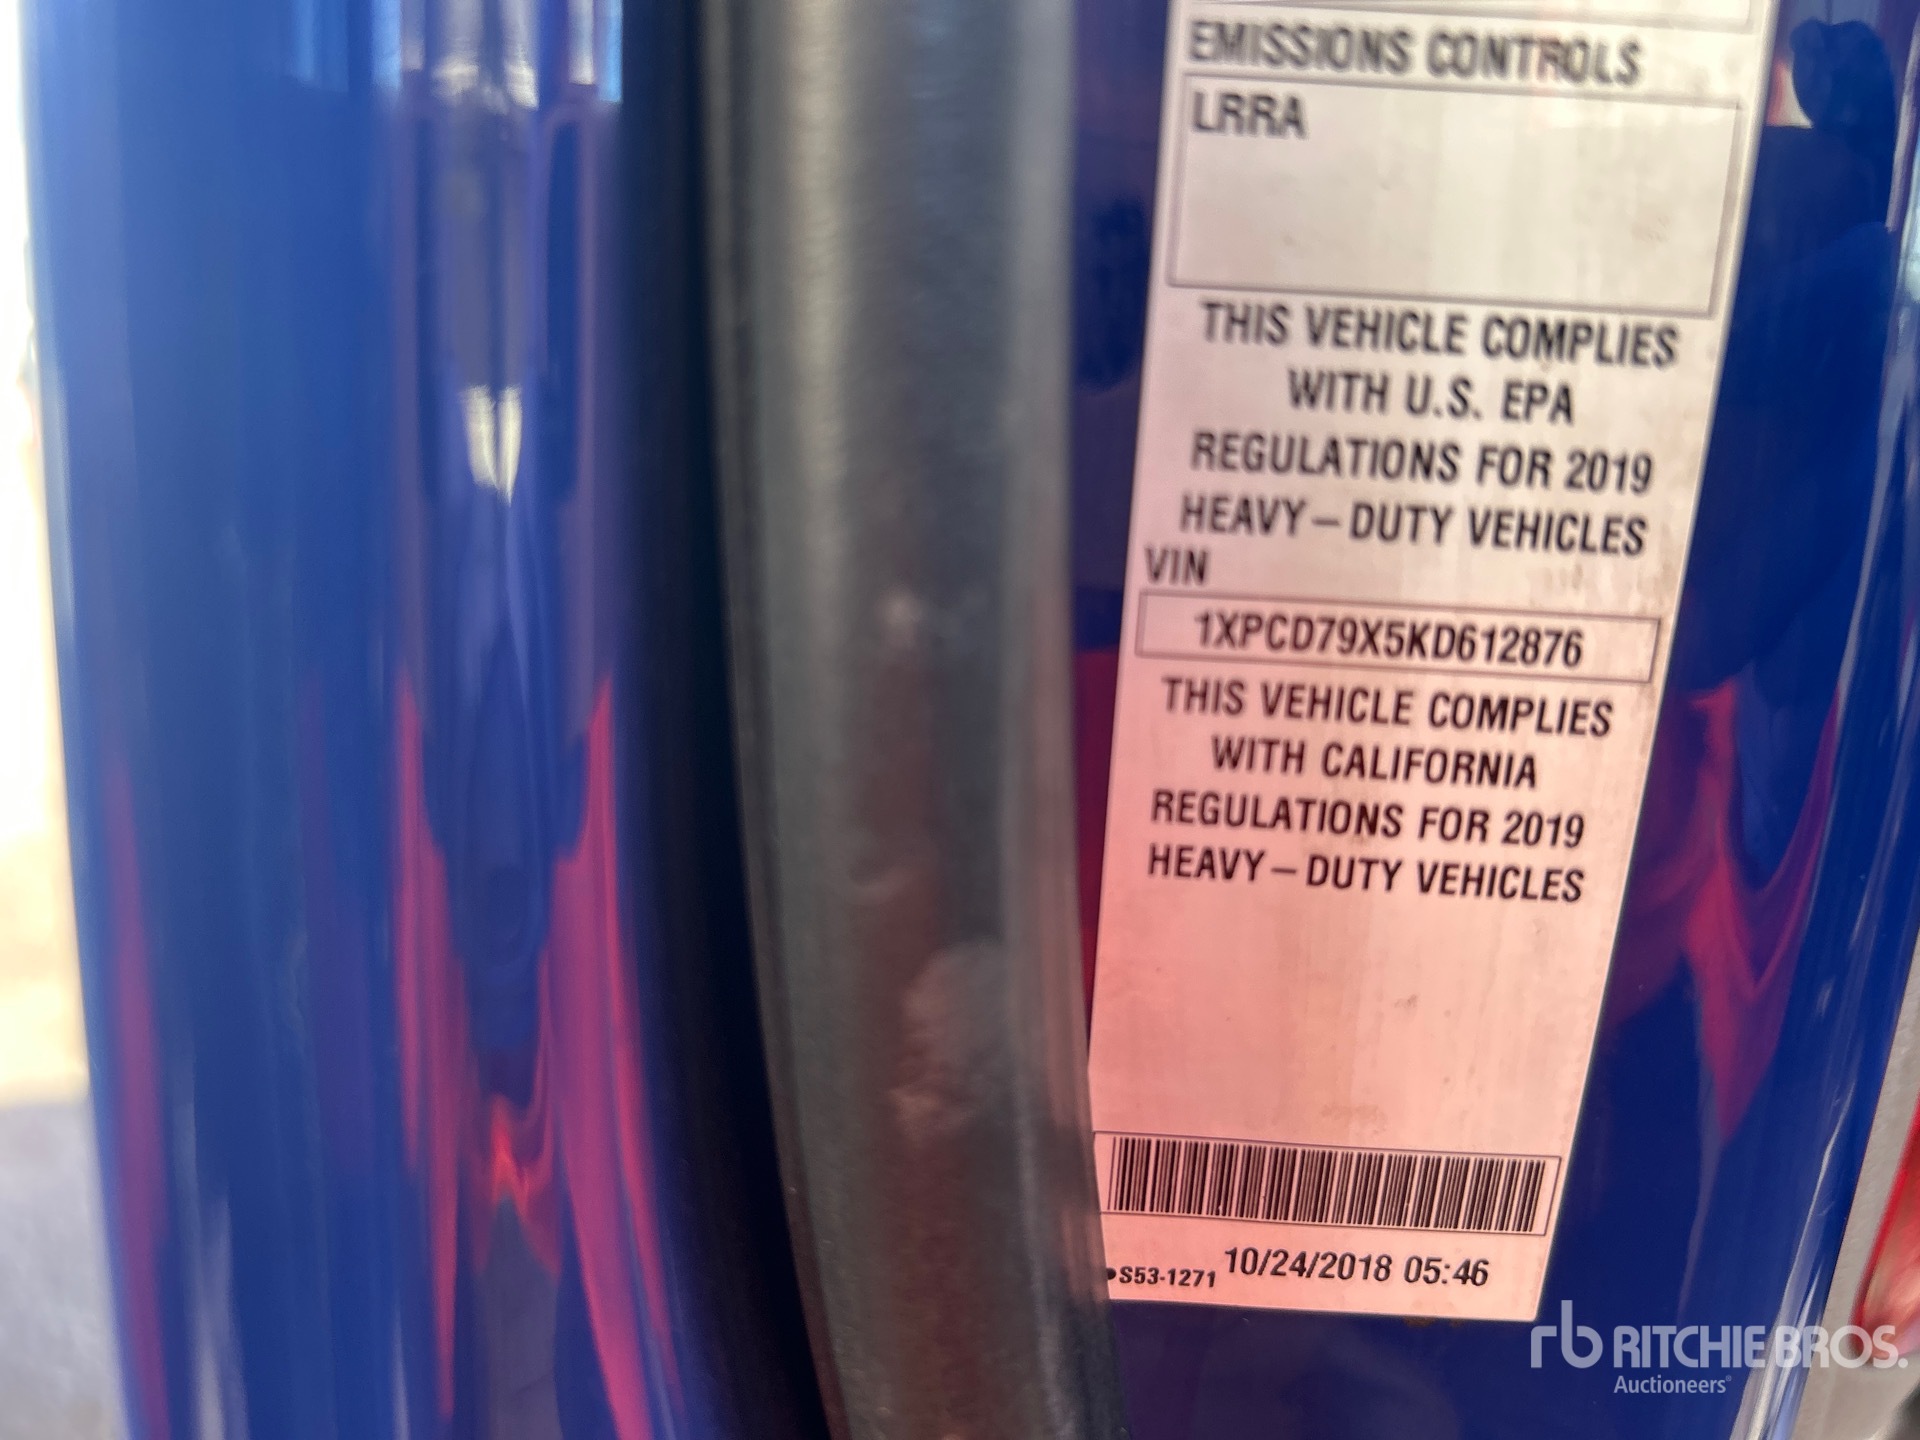 EMISSIONS CONTROLS
LRRA
THIS VEHICLE COMPLIES
WITH U.S. EPA
REGULATIONS FOR 2019
HEAVY-DUTY VEHICLES
VIN
1XPCD79X5KD612876
THIS VEHICLE COMPLIES
WITH CALIFORNIA
REGULATIONS FOR 2019
HEAVY-DUTY VEHICLES
•S53-1271 10/24/2018 05:46
rb RITCHIE BROS.
Auctioneers®